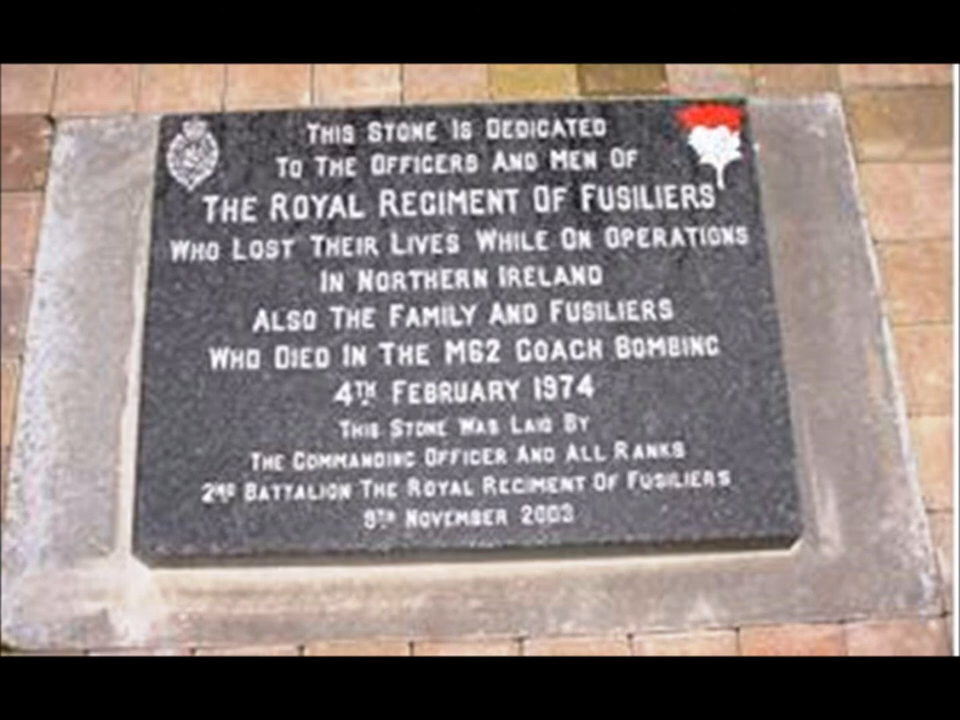 This Stone Is Dedicated
To The Officers And Men Of
The Royal Regiment Of Fusiliers
Who Lost Their Lives While On Operations
In Northern Ireland
Also The Family And Fusiliers
Who Died In The M62 Coach Bombing
4th February 1974
This Stone Was Laid By
The Commanding Officer And All Ranks
2nd Battalion The Royal Regiment Of Fusiliers
November 2003